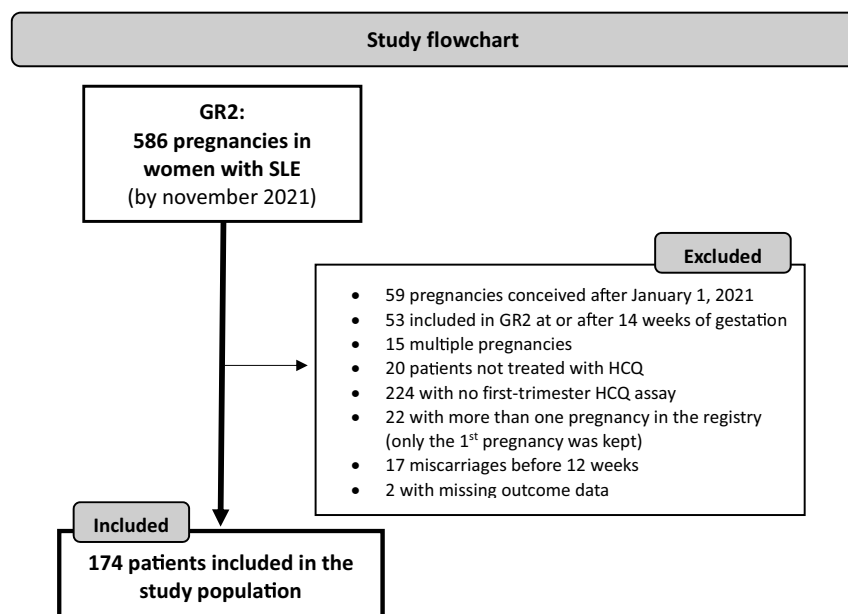 Study flowchart
GR2:
586 pregnancies in
women with SLE
(by november 2021)
Excluded
• 59 pregnancies conceived after January 1, 2021
• 53 included in GR2 at or after 14 weeks of gestation
• 15 multiple pregnancies
• 20 patients not treated with HCQ
• 224 with no first-trimester HCQ assay
• 22 with more than one pregnancy in the registry
(only the 1st pregnancy was kept)
• 17 miscarriages before 12 weeks
• 2 with missing outcome data
Included
174 patients included in the
study population